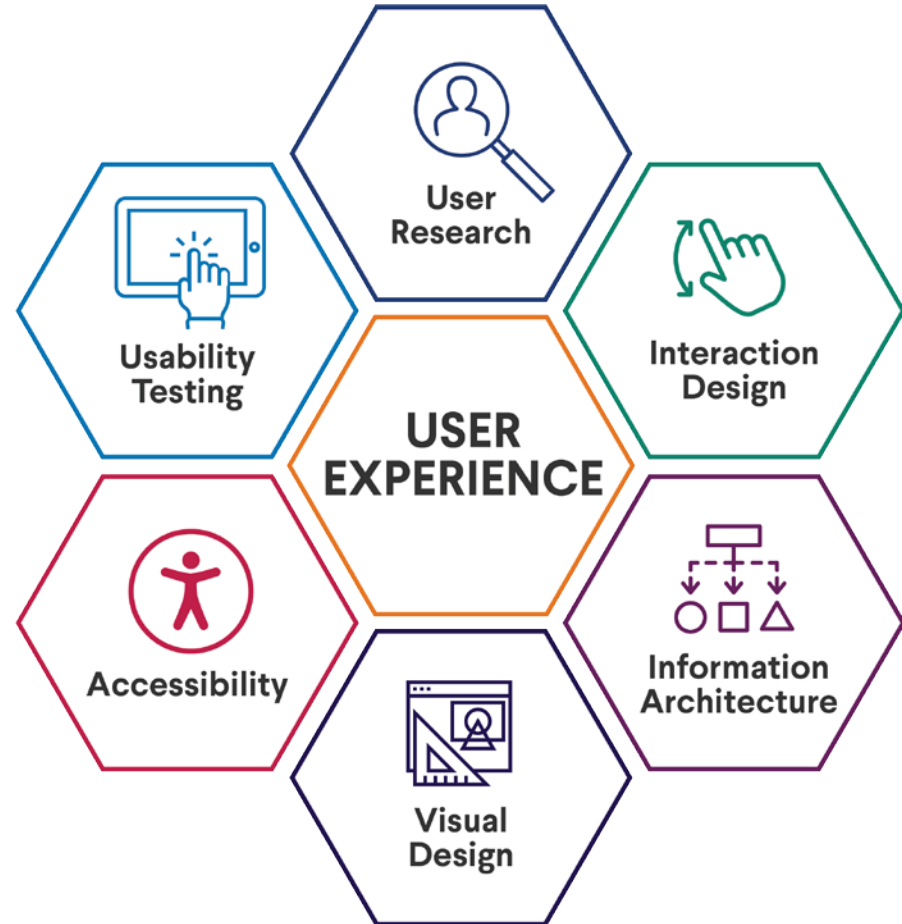 User
Research
Interaction
Design
Information
Architecture
Visual
Design
Accessibility
Usability
Testing
USER
EXPERIENCE